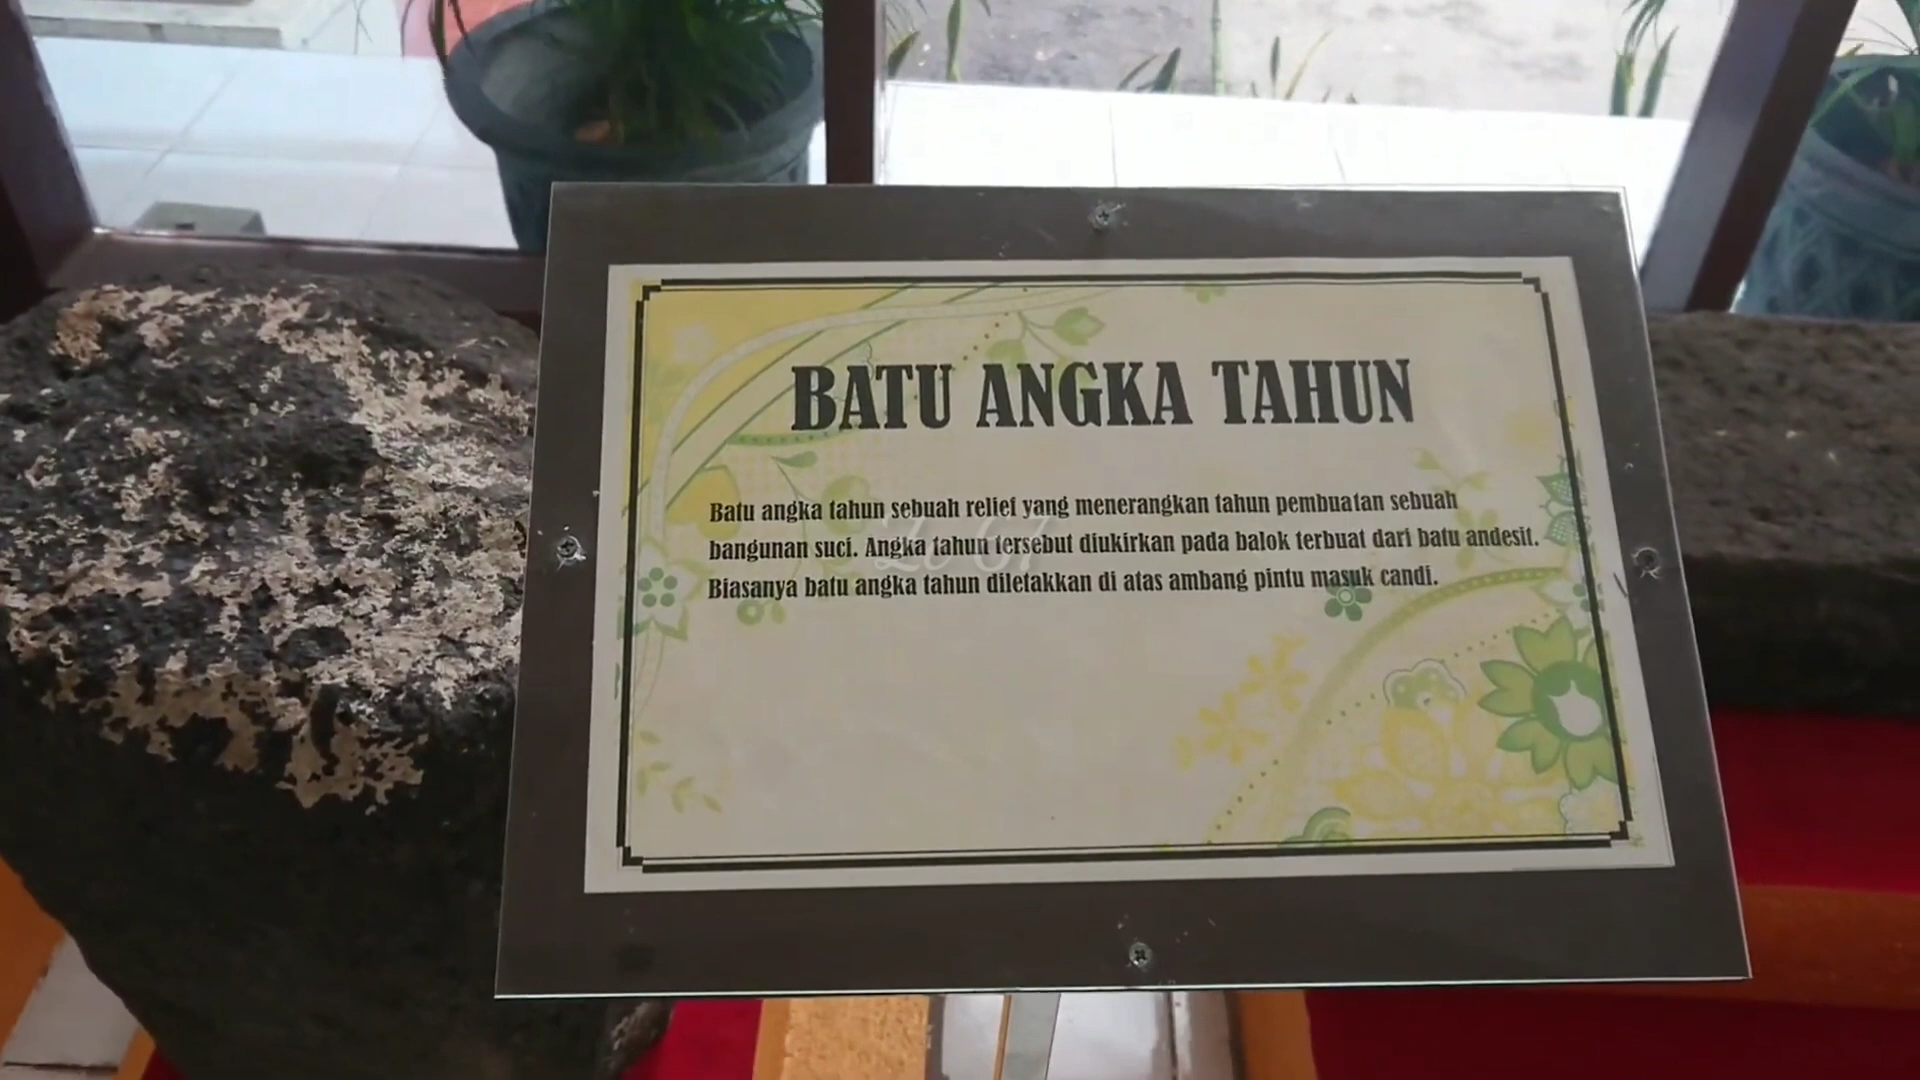 BATU ANGKA TAHUN
Batu angka tahun sebuah relief yang menerangkan tahun pembuatan sebuah
bangunan suci. Angka tahun tersebut diukirkan pada balok terbuat dari batu andesit.
Biasanya batu angka tahun diletakkan di atas ambang pintu masuk candi.